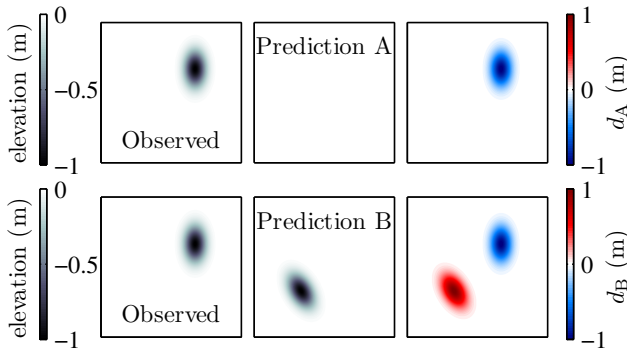 elevation (m)
0
−0.5
−1
Observed
Prediction A
1
0
−1
d_A (m)
elevation (m)
0
−0.5
−1
Observed
Prediction B
1
0
−1
d_B (m)